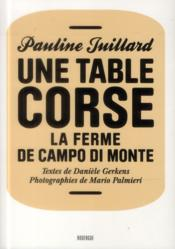 Pauline Juillard
UNE TABLE
CORSE
LA FERME
DE CAMPO DI MONTE
Textes de Danièle Gerkens
Photographies de Mario Palmieri
ROUERGUE